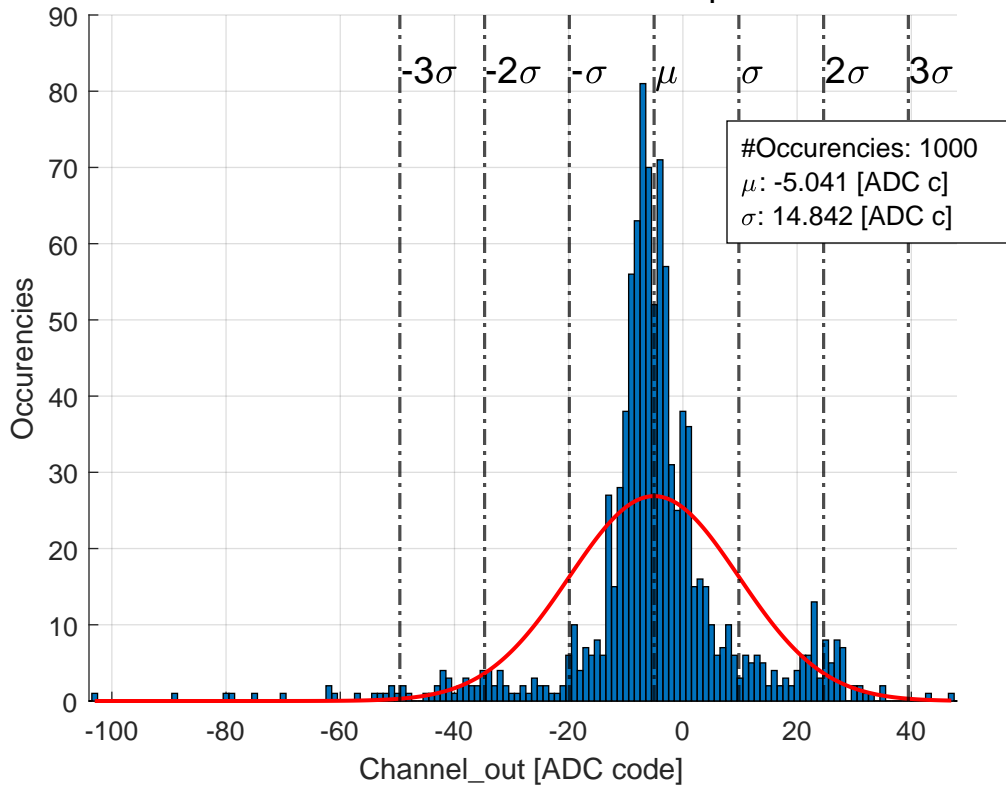 90
80
70
60
50
40
30
20
10
0
Occurencies
-3σ -2σ -σ μ σ 2σ 3σ
#Occurencies: 1000
μ: -5.041 [ADC c]
σ: 14.842 [ADC c]
-100 -80 -60 -40 -20 0 20 40
Channel_out [ADC code]